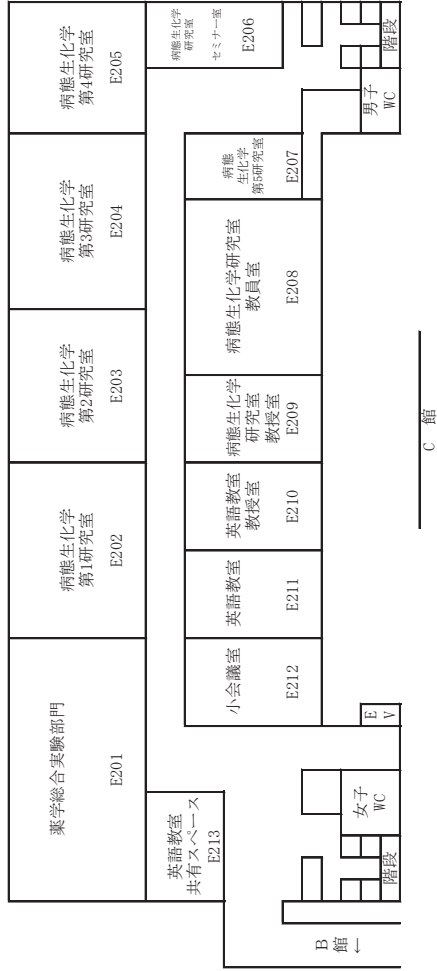 薬学総合実験部門
E201
病態生化学
第1研究室
E202
病態生化学
第2研究室
E203
病態生化学
第3研究室
E204
病態生化学
第4研究室
E205
病態生化学
研究室
セミナー室
E206
英語教室
共有スペース
E213
小会議室
E212
英語教室
E211
英語教室
教授室
E210
病態生化学
研究室
教授室
E209
病態生化学研究室
教員室
E208
病態
生化学
第5研究室
E207
B
館
←
階段
女子
WC
E
V
C 館
男子
WC
階段